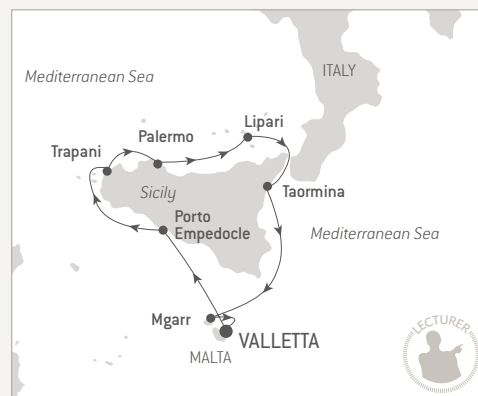 ITALY
Mediterranean Sea
Lipari
Palermo
Trapani
Sicily
Taormina
Porto
Empedocle
Mediterranean Sea
Mgarr
VALLETTA
MALTA
LECTURER